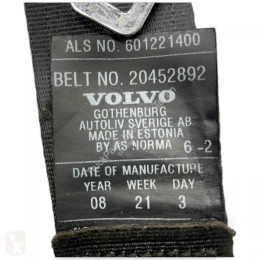 ALS NO. 601221400
BELT NO. 20452892
VOLVO
GOTHENBURG
AUTOLIV SVERIGE AB
MADE IN ESTONIA
BY AS NORMA 6-2
DATE OF MANUFACTURE
YEAR WEEK DAY
08 21 3